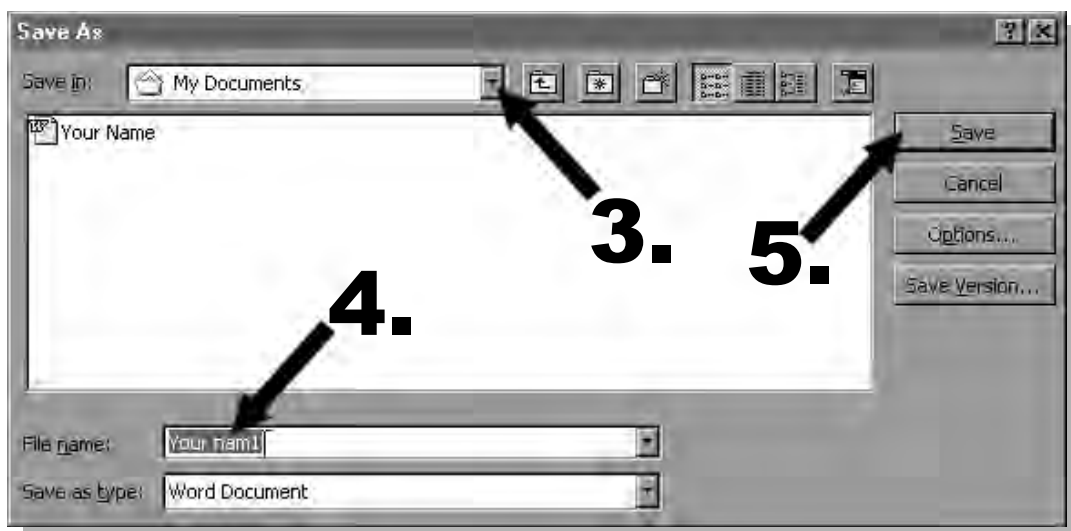 Save As
Save in:
My Documents
Your Name
Save
Cancel
Options...
Save Version...
3.
5.
4.
File name:
Your nam1
Save as type:
Word Document